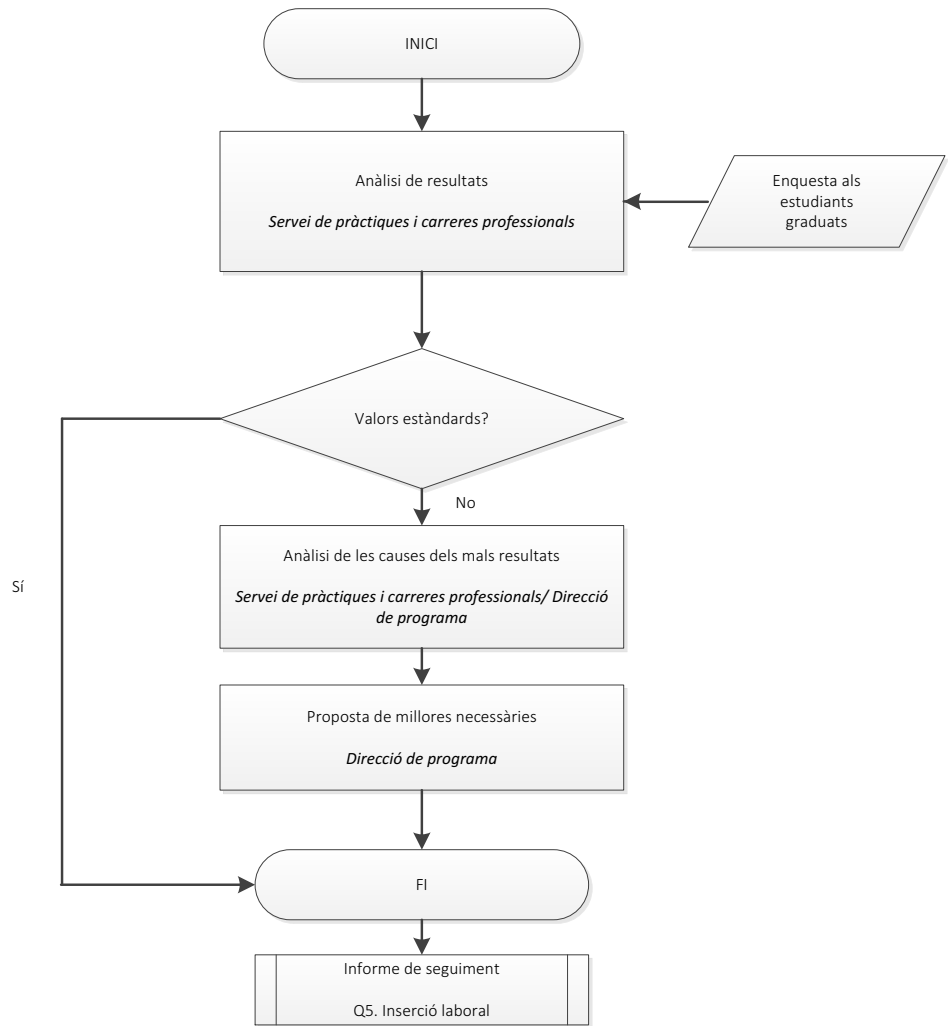 INICI
Anàlisi de resultats
Servei de pràctiques i carreres professionals
Enquesta als
estudiants
graduats
Valors estàndards?
No
Sí
Anàlisi de les causes dels mals resultats
Servei de pràctiques i carreres professionals/ Direcció
de programa
Proposta de millores necessàries
Direcció de programa
FI
Informe de seguiment
Q5. Inserció laboral